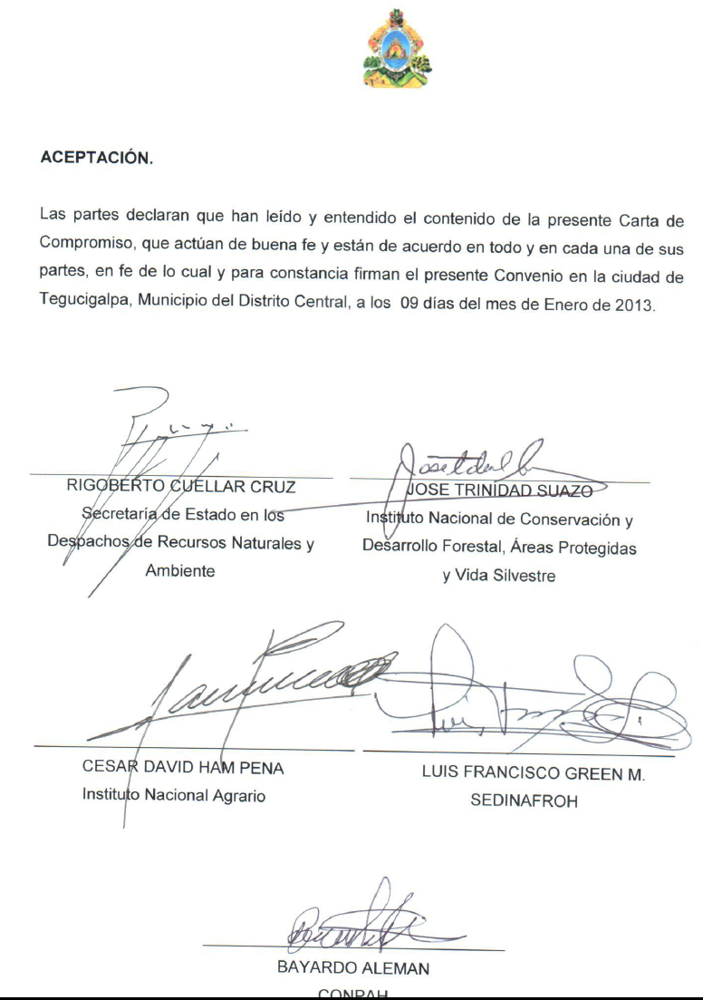 ACEPTACIÓN.
Las partes declaran que han leído y entendido el contenido de la presente Carta de
Compromiso, que actúan de buena fe y están de acuerdo en todo y en cada una de sus
partes, en fe de lo cual y para constancia firman el presente Convenio en la ciudad de
Tegucigalpa, Municipio del Distrito Central, a los 09 días del mes de Enero de 2013.
RIGOBERTO CUELLAR CRUZ
Secretaría de Estado en los
Despachos de Recursos Naturales y
Ambiente
JOSE TRINIDAD SUAZO
Instituto Nacional de Conservación y
Desarrollo Forestal, Áreas Protegidas
y Vida Silvestre
CESAR DAVID HAM PENA
Instituto Nacional Agrario
LUIS FRANCISCO GREEN M.
SEDINAFROH
BAYARDO ALEMAN
CONPAH